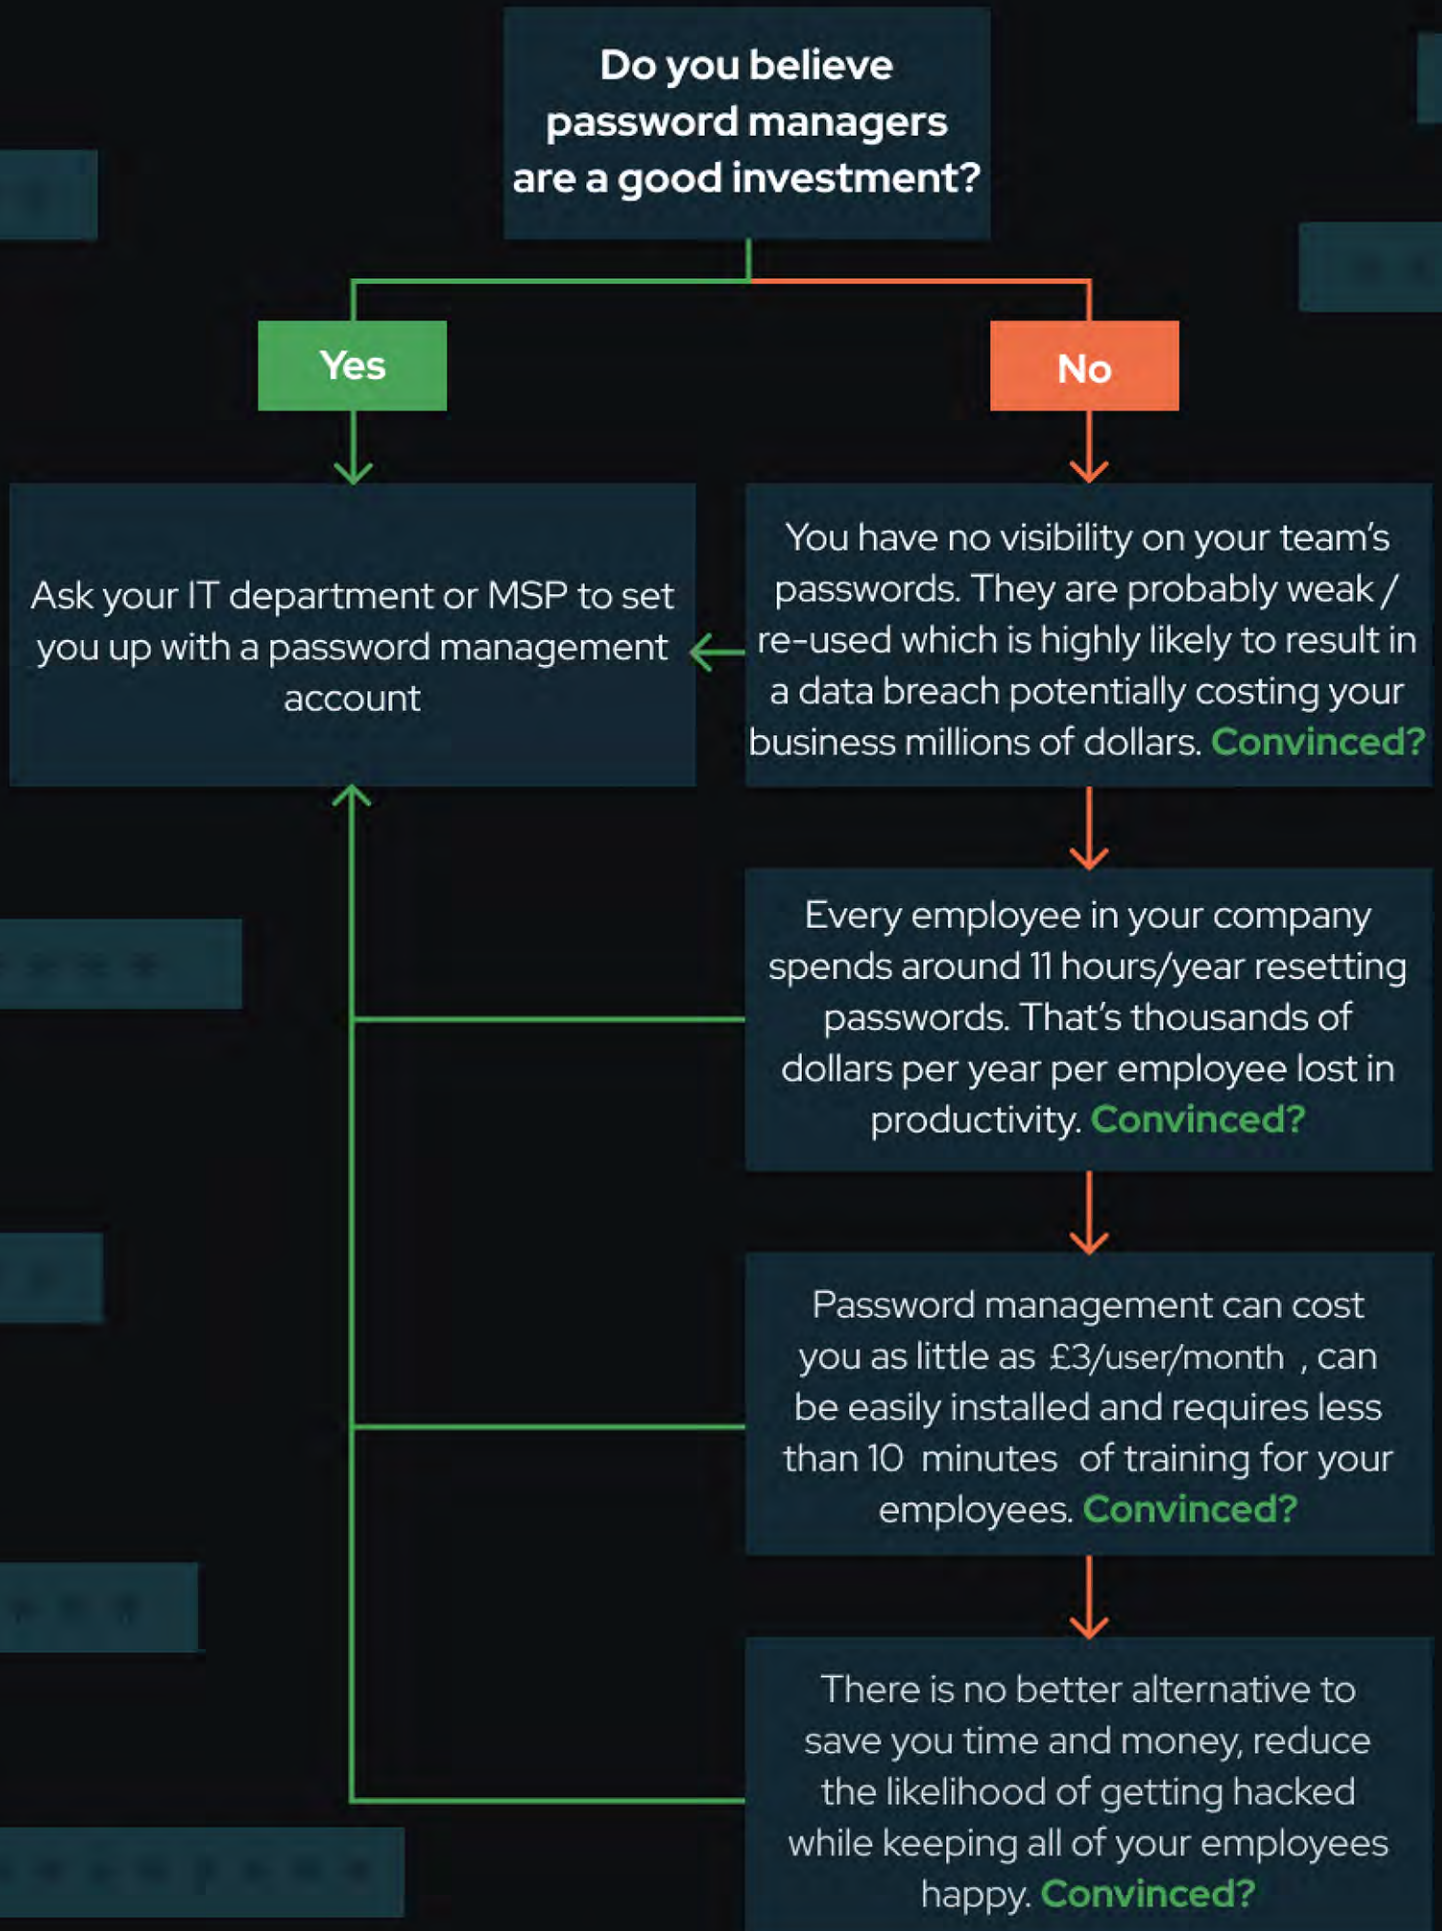 Do you believe
password managers
are a good investment?
Yes
No
Ask your IT department or MSP to set
you up with a password management
account
You have no visibility on your team's
passwords. They are probably weak /
re-used which is highly likely to result in
a data breach potentially costing your
business millions of dollars. Convinced?
Every employee in your company
spends around 11 hours/year resetting
passwords. That's thousands of
dollars per year per employee lost in
productivity. Convinced?
Password management can cost
you as little as £3/user/month , can
be easily installed and requires less
than 10 minutes of training for your
employees. Convinced?
There is no better alternative to
save you time and money, reduce
the likelihood of getting hacked
while keeping all of your employees
happy. Convinced?